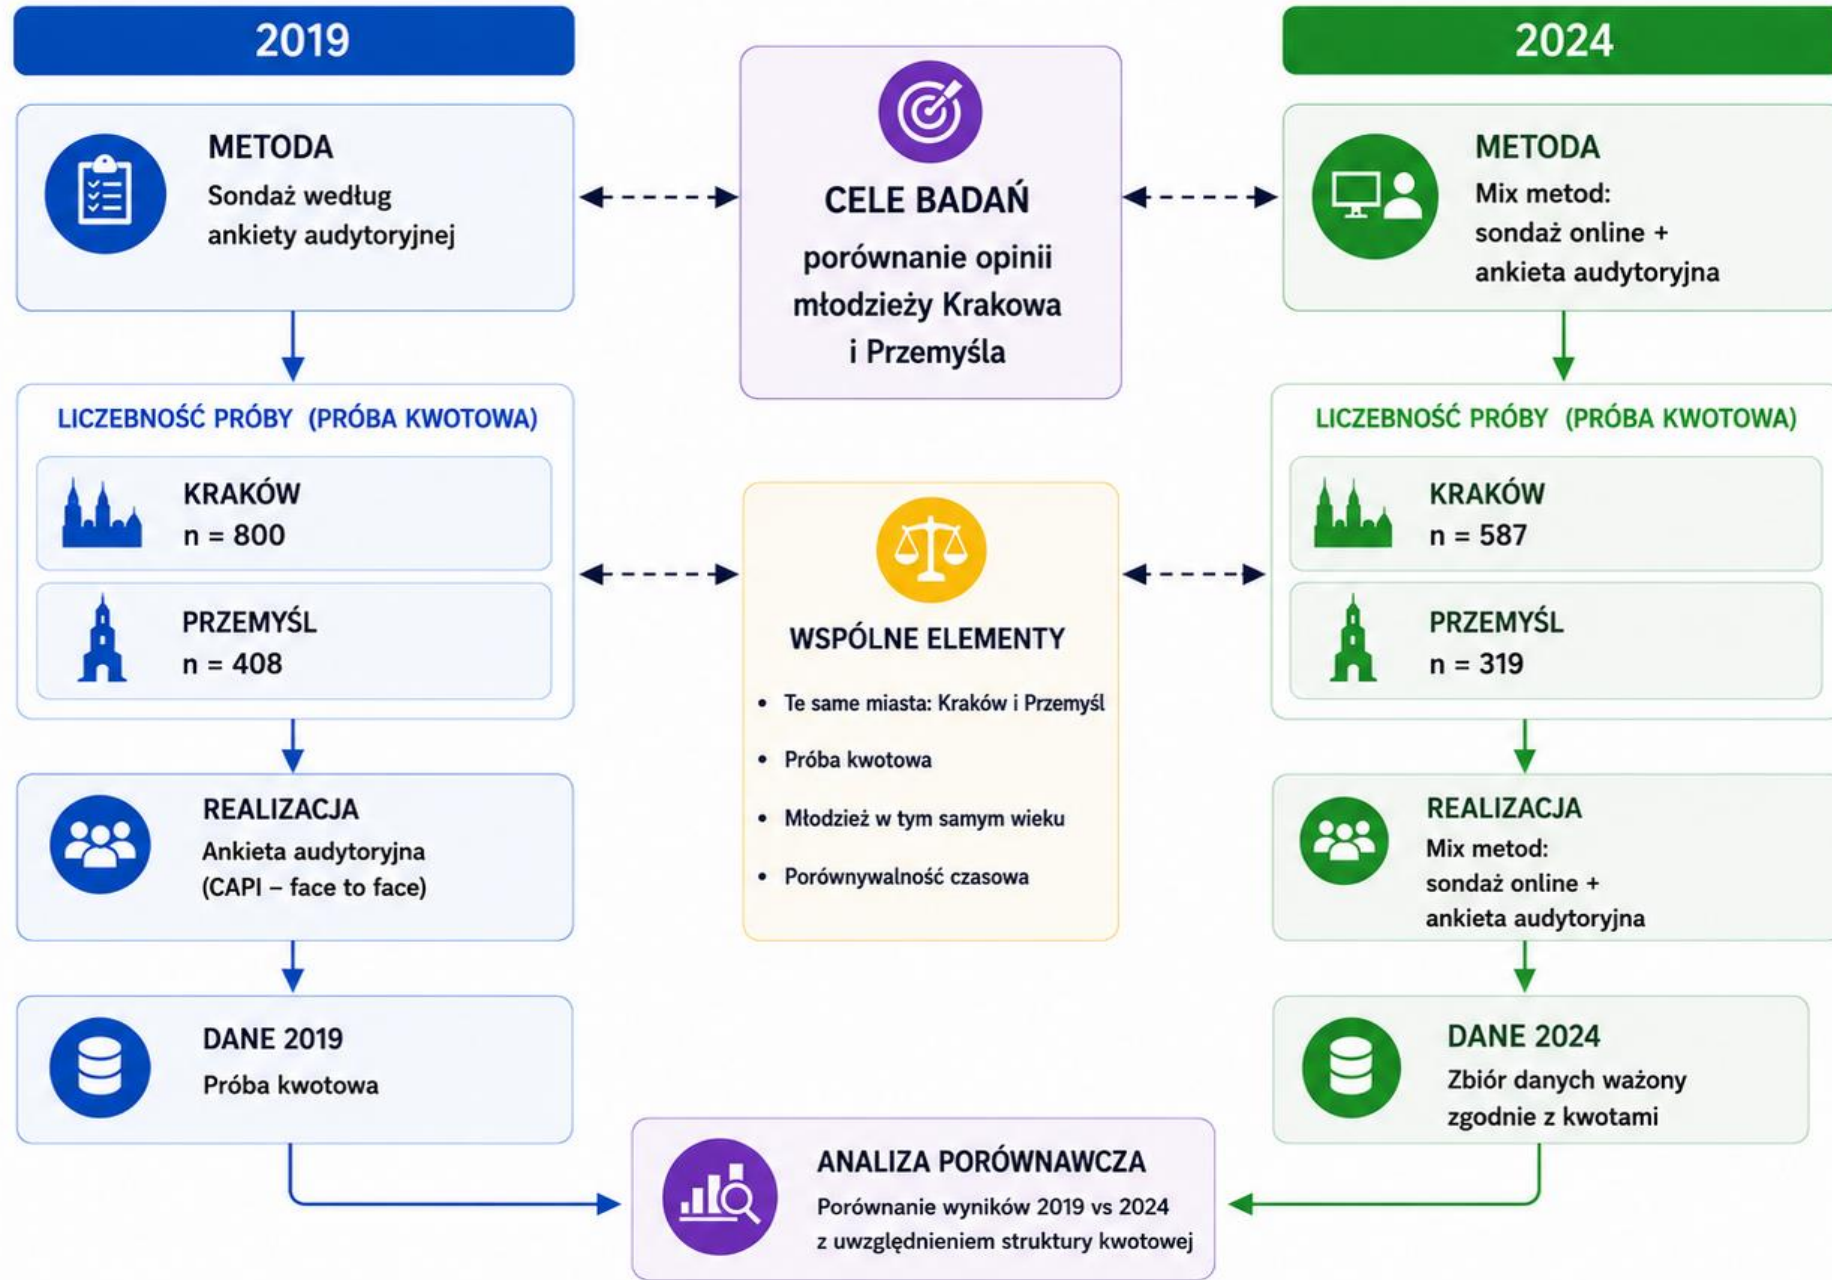 2019
METODA
Sondaż według
ankiety audytoryjnej
LICZEBNOŚĆ PRÓBY (PRÓBA KWOTOWA)
KRAKÓW
n = 800
PRZEMYŚL
n = 408
REALIZACJA
Ankieta audytoryjna
(CAPI – face to face)
DANE 2019
Próba kwotowa
CELE BADAŃ
porównanie opinii
młodzieży Krakowa
i Przemyśla
WSPÓLNE ELEMENTY
• Te same miasta: Kraków i Przemyśl
• Próba kwotowa
• Młodzież w tym samym wieku
• Porównywalność czasowa
2024
METODA
Mix metod:
sondaż online +
ankieta audytoryjna
LICZEBNOŚĆ PRÓBY (PRÓBA KWOTOWA)
KRAKÓW
n = 587
PRZEMYŚL
n = 319
REALIZACJA
Mix metod:
sondaż online +
ankieta audytoryjna
DANE 2024
Zbiór danych ważony
zgodnie z kwotami
ANALIZA PORÓWNAWCZA
Porównanie wyników 2019 vs 2024
z uwzględnieniem struktury kwotowej